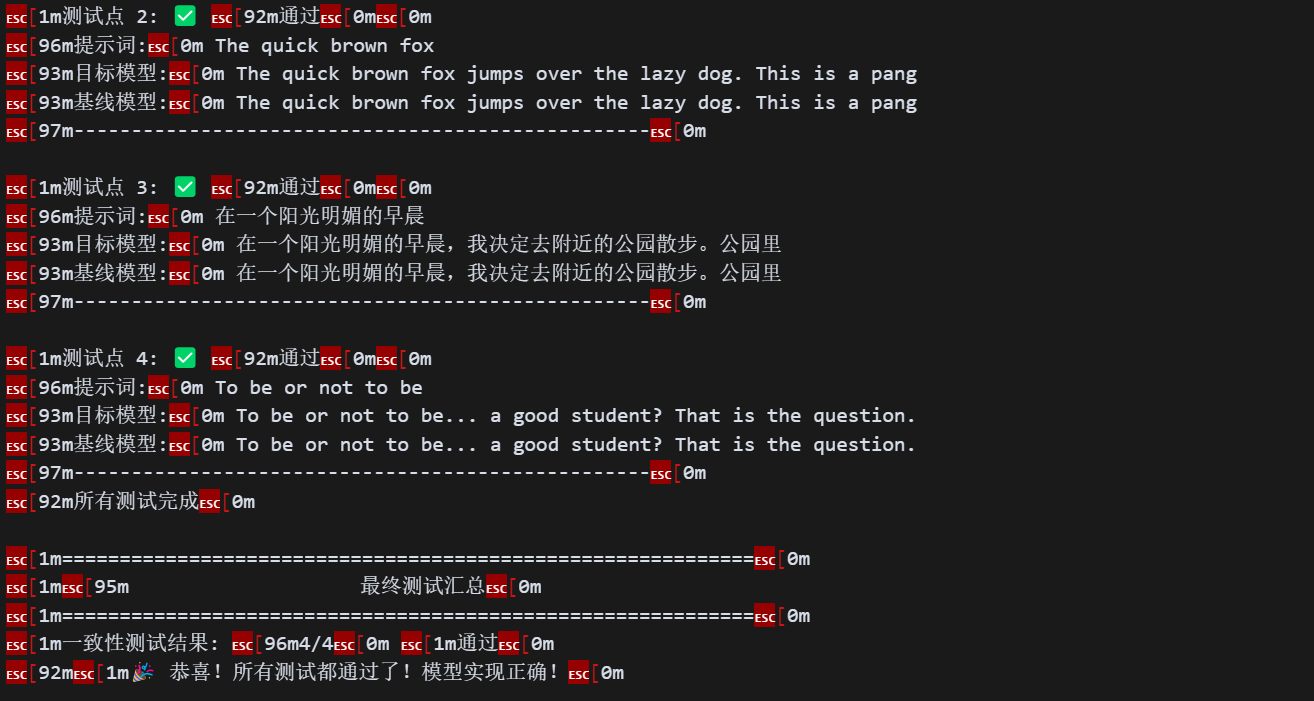 ESC[1m测试点 2: ✅ ESC[92m通过ESC[0mESC[0m
ESC[96m提示词:ESC[0m The quick brown fox
ESC[93m目标模型:ESC[0m The quick brown fox jumps over the lazy dog. This is a pang
ESC[93m基线模型:ESC[0m The quick brown fox jumps over the lazy dog. This is a pang
ESC[97m--------------------------------------------------ESC[0m
ESC[1m测试点 3: ✅ ESC[92m通过ESC[0mESC[0m
ESC[96m提示词:ESC[0m 在一个阳光明媚的早晨
ESC[93m目标模型:ESC[0m 在一个阳光明媚的早晨，我决定去附近的公园散步。公园里
ESC[93m基线模型:ESC[0m 在一个阳光明媚的早晨，我决定去附近的公园散步。公园里
ESC[97m--------------------------------------------------ESC[0m
ESC[1m测试点 4: ✅ ESC[92m通过ESC[0mESC[0m
ESC[96m提示词:ESC[0m To be or not to be
ESC[93m目标模型:ESC[0m To be or not to be... a good student? That is the question.
ESC[93m基线模型:ESC[0m To be or not to be... a good student? That is the question.
ESC[97m--------------------------------------------------ESC[0m
ESC[92m所有测试完成ESC[0m
ESC[1m============================================================ESC[0m
ESC[1mESC[95m                    最终测试汇总ESC[0m
ESC[1m============================================================ESC[0m
ESC[1m一致性测试结果: ESC[96m4/4ESC[0m ESC[1m通过ESC[0m
ESC[92mESC[1m🎉 恭喜！所有测试都通过了！模型实现正确！ESC[0m